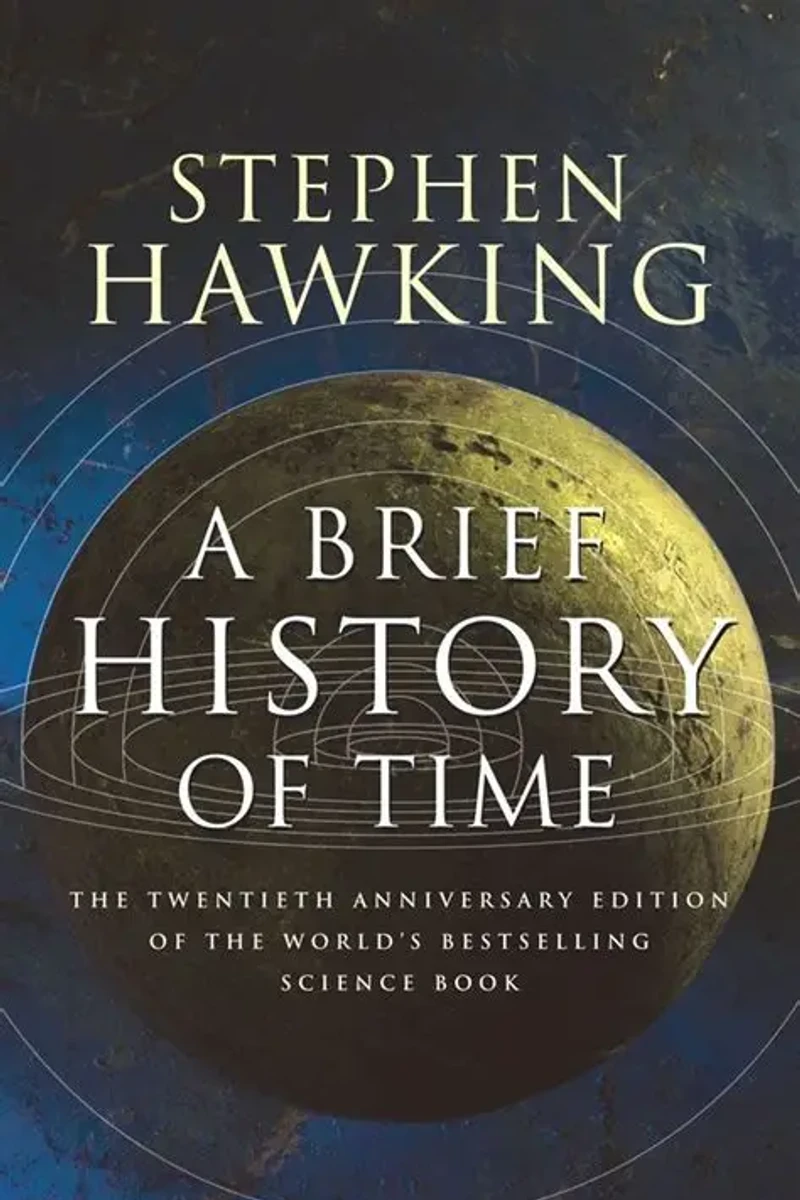 STEPHEN
HAWKING
A BRIEF
HISTORY
OF TIME
THE TWENTIETH ANNIVERSARY EDITION
OF THE WORLD'S BESTSELLING
SCIENCE BOOK